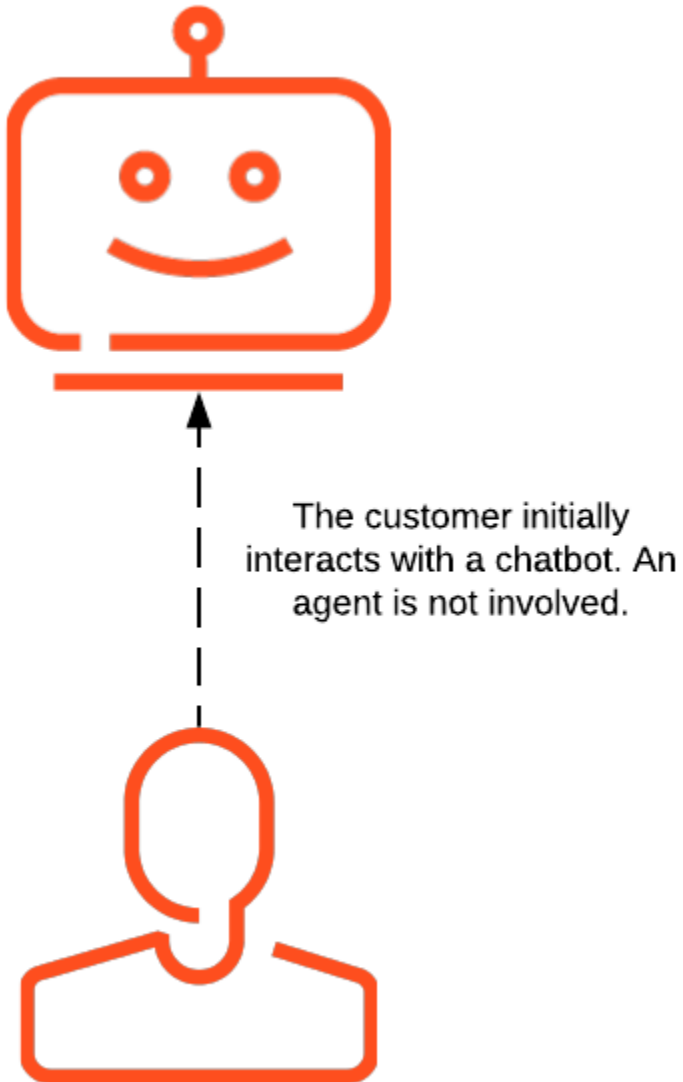 The customer initially
interacts with a chatbot. An
agent is not involved.